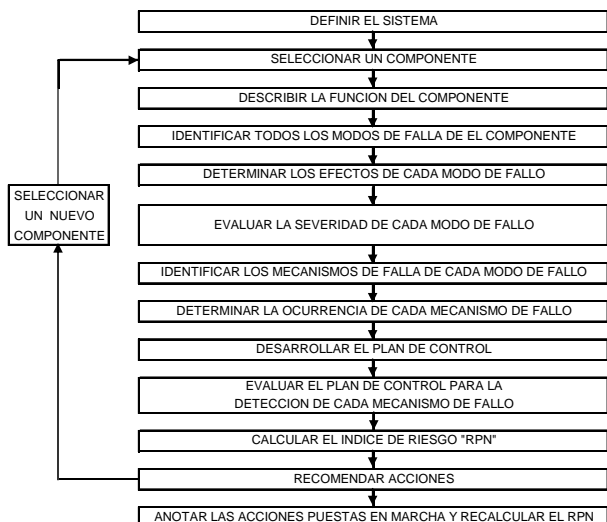 DEFINIR EL SISTEMA
SELECCIONAR UN COMPONENTE
DESCRIBIR LA FUNCION DEL COMPONENTE
IDENTIFICAR TODOS LOS MODOS DE FALLA DE EL COMPONENTE
DETERMINAR LOS EFECTOS DE CADA MODO DE FALLO
SELECCIONAR
UN NUEVO
COMPONENTE
EVALUAR LA SEVERIDAD DE CADA MODO DE FALLO
IDENTIFICAR LOS MECANISMOS DE FALLA DE CADA MODO DE FALLO
DETERMINAR LA OCURRENCIA DE CADA MECANISMO DE FALLO
DESARROLLAR EL PLAN DE CONTROL
EVALUAR EL PLAN DE CONTROL PARA LA
DETECCION DE CADA MECANISMO DE FALLO
CALCULAR EL INDICE DE RIESGO "RPN"
RECOMENDAR ACCIONES
ANOTAR LAS ACCIONES PUESTAS EN MARCHA Y RECALCULAR EL RPN